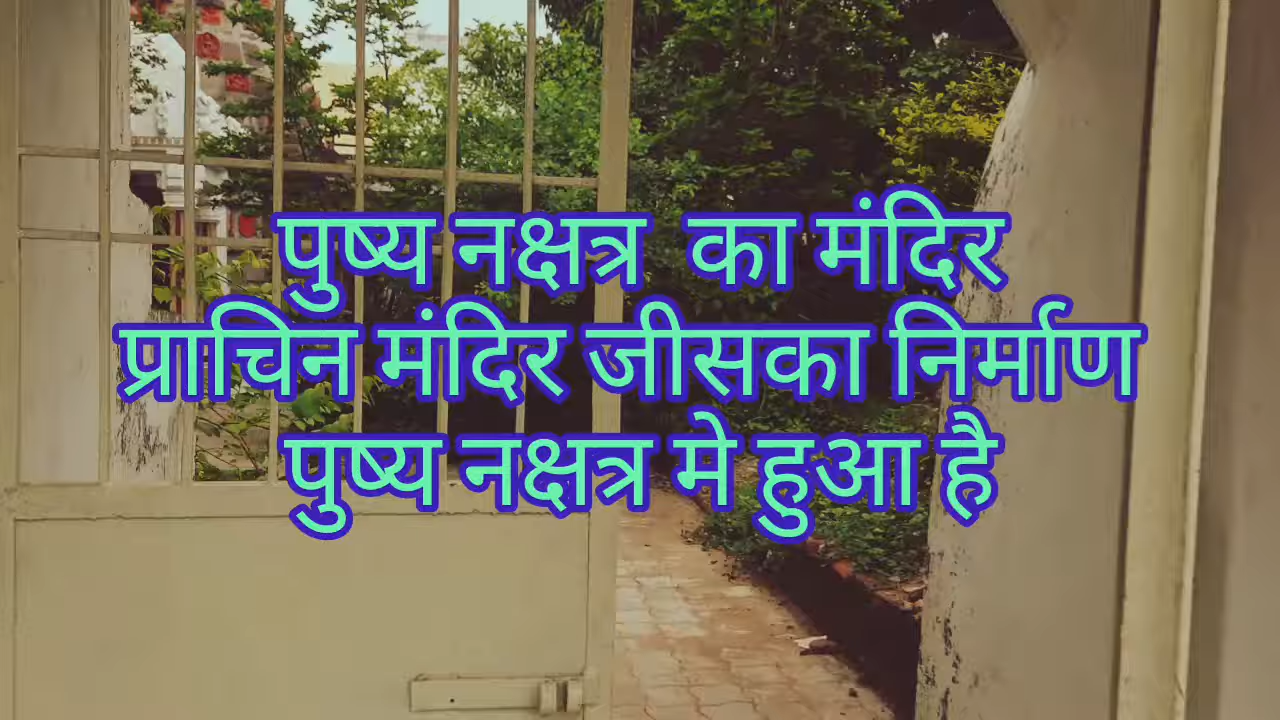 पुष्य नक्षत्र का मंदिर
प्राचिन मंदिर जीसका निर्माण
पुष्य नक्षत्र मे हुआ है